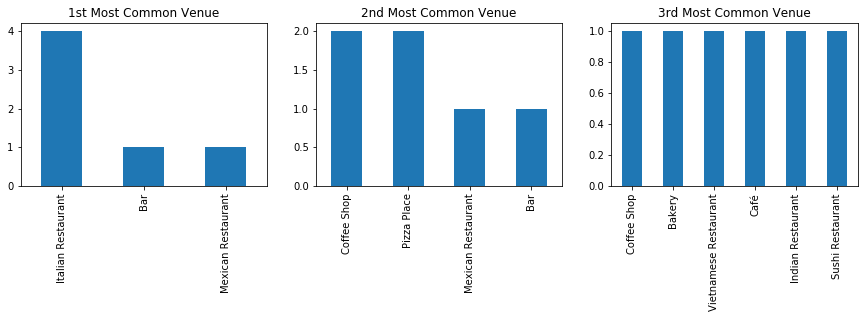 1st Most Common Venue
4
3
2
1
0
Italian Restaurant
Bar
Mexican Restaurant
2nd Most Common Venue
2.0
1.5
1.0
0.5
0.0
Coffee Shop
Pizza Place
Mexican Restaurant
Bar
3rd Most Common Venue
1.0
0.8
0.6
0.4
0.2
0.0
Coffee Shop
Bakery
Vietnamese Restaurant
Café
Indian Restaurant
Sushi Restaurant